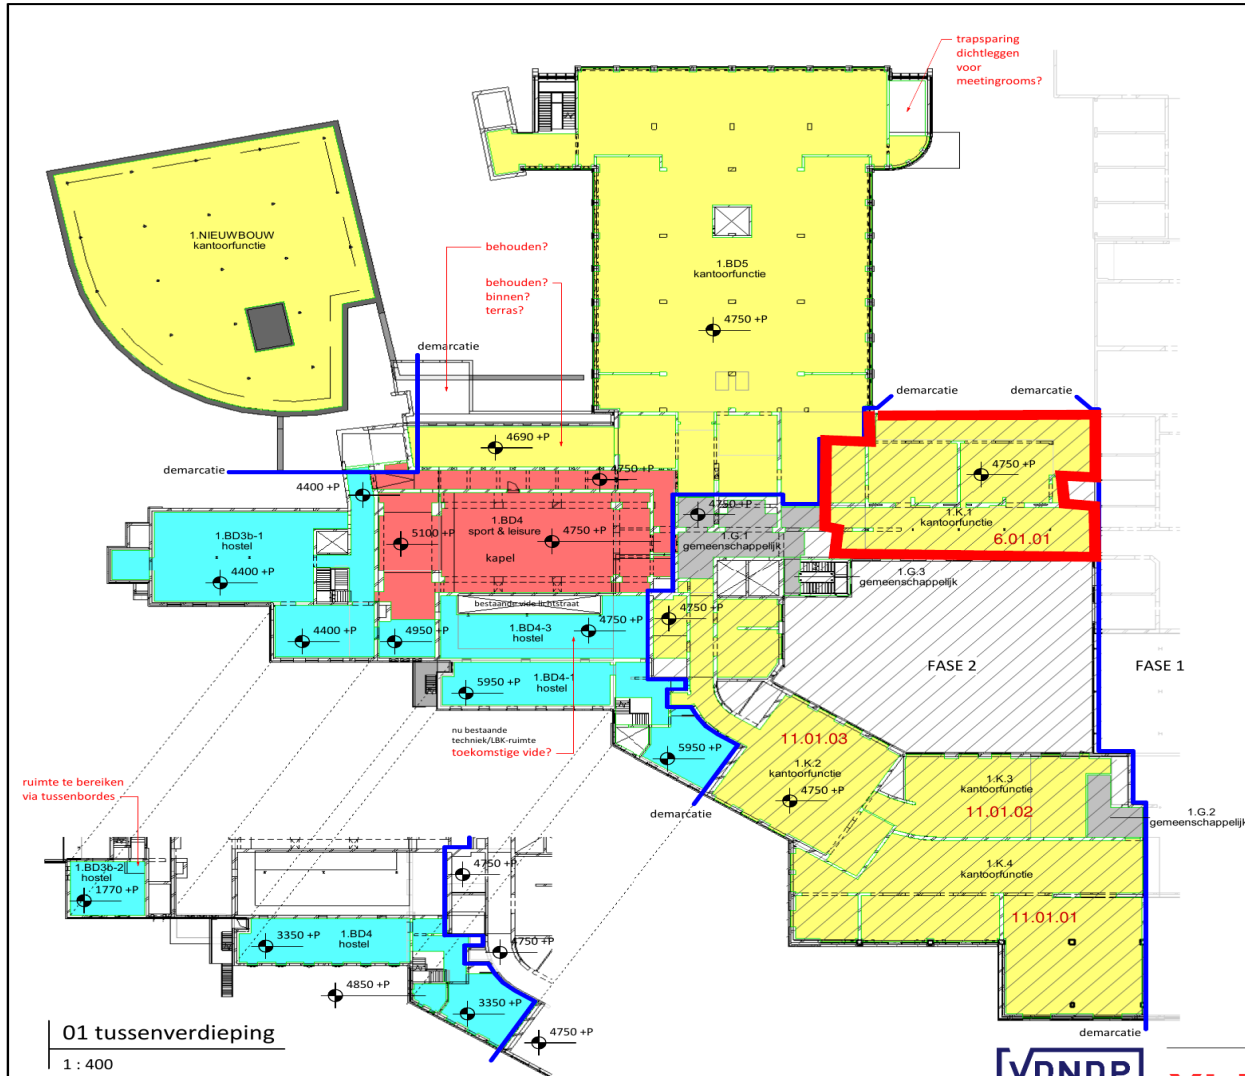 trapsparing
dichtleggen
voor
meetingrooms?
1.NIEUWBOUW
kantoorfunctie
behouden?
behouden?
binnen?
terras?
1.BD5
kantoorfunctie
4750 +P
demarcatie
demarcatie
demarcatie
demarcatie
4690 +P
4750 +P
4400 +P
4750 +P
4750 +P
1.K.1
kantoorfunctie
6.01.01
1.BD3b-1
hostel
4400 +P
5100 +P
1.BD4
sport & leisure
kapel
4750 +P
1.G.1
gemeenschappelijk
1.G.3
gemeenschappelijk
bestaande vide lichtstraat
4400 +P
4950 +P
4750 +P
1.BD4-3
hostel
4750 +P
FASE 2
FASE 1
5950 +P
1.BD4-1
hostel
nu bestaande
techniek/LBK-ruimte
toekomstige vide?
5950 +P
11.01.03
1.K.2
kantoorfunctie
4750 +P
1.K.3
kantoorfunctie
11.01.02
1.G.2
gemeenschappelijk
demarcatie
ruimte te bereiken
via tussenbordes
1.BD3b-2
hostel
1770 +P
4750 +P
1.K.4
kantoorfunctie
11.01.01
3350 +P
1.BD4
hostel
4750 +P
4850 +P
3350 +P
4750 +P
demarcatie
01 tussenverdieping
1 : 400
VDNDP